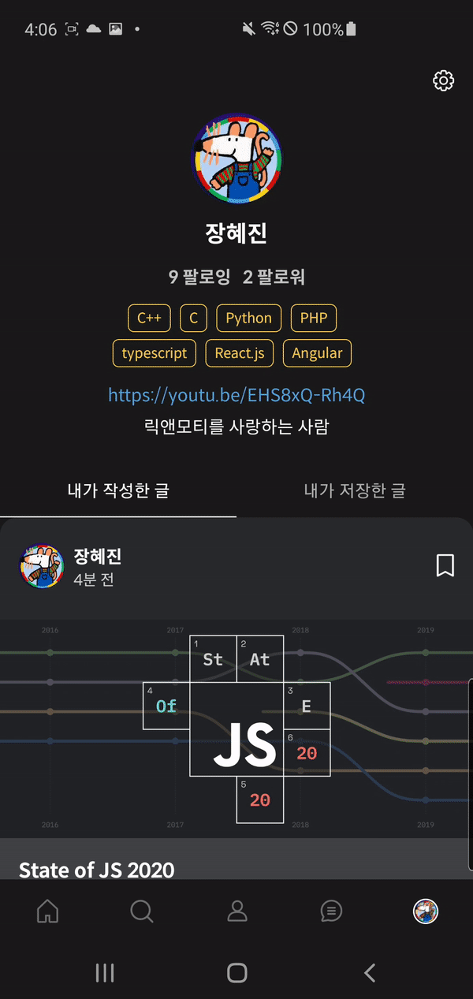 4:06 100%
장혜진
9 팔로잉 2 팔로워
C++ C Python PHP
typescript React.js Angular
https://youtu.be/EHS8xQ-Rh4Q
릭앤모티를 사랑하는 사람
내가 작성한 글 내가 저장한 글
장혜진
4분 전
2016 2017 2018 2019
1 St 2 At
4 Of 3 E
JS 6 20
5 20
2016 2017 2018 2019
State of JS 2020